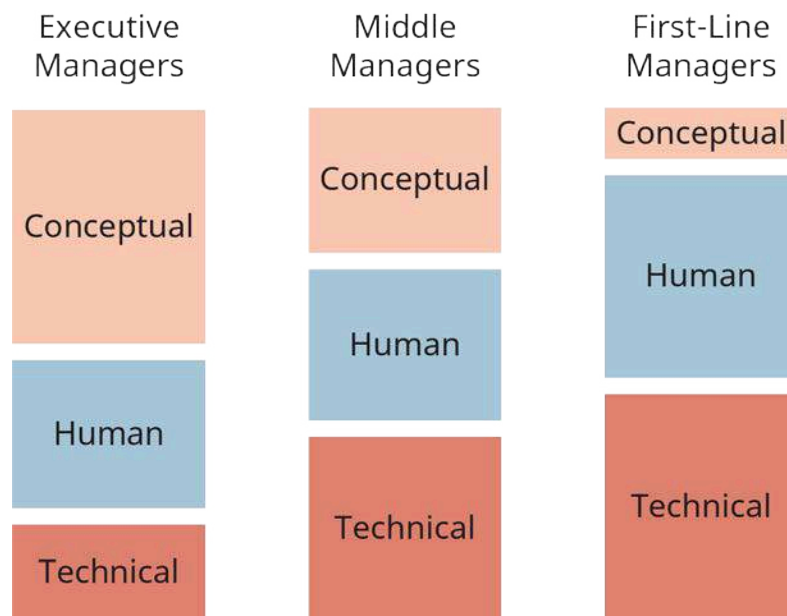 Executive
Managers
Middle
Managers
First-Line
Managers
Conceptual
Human
Technical
Conceptual
Human
Technical
Conceptual
Human
Technical